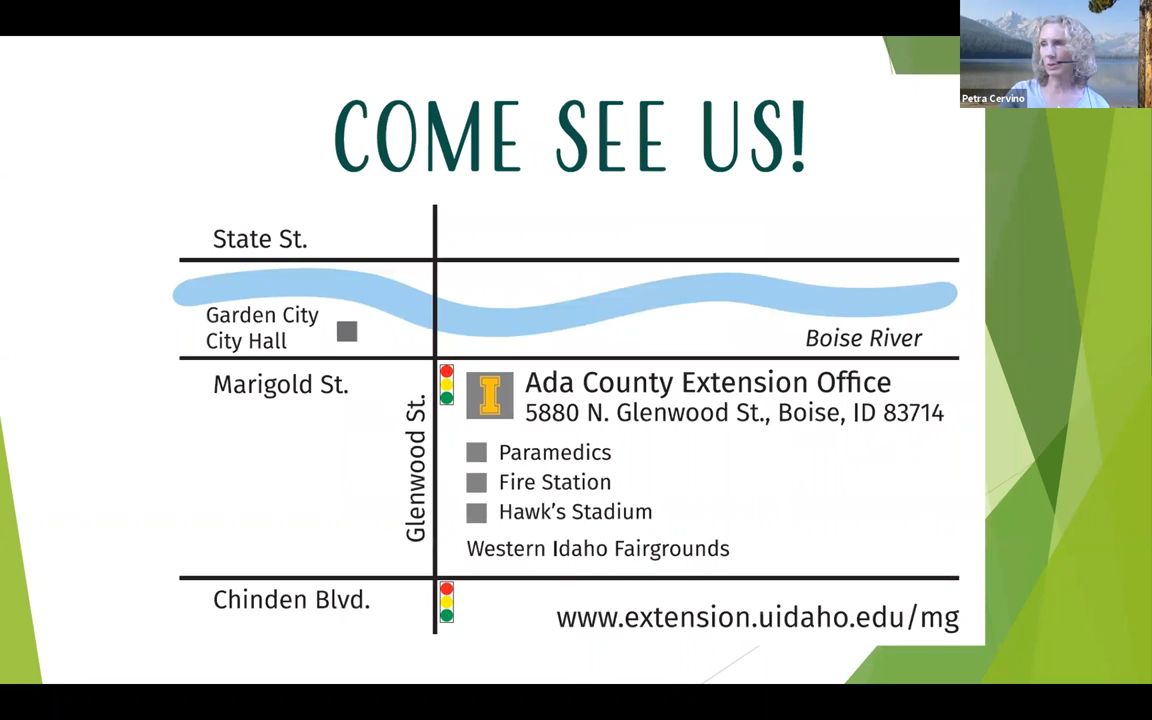 Petra Cervino
COME SEE US!
State St.
Garden City
City Hall
Boise River
Marigold St.
Glenwood St.
I
Ada County Extension Office
5880 N. Glenwood St., Boise, ID 83714
Paramedics
Fire Station
Hawk's Stadium
Western Idaho Fairgrounds
Chinden Blvd.
www.extension.uidaho.edu/mg